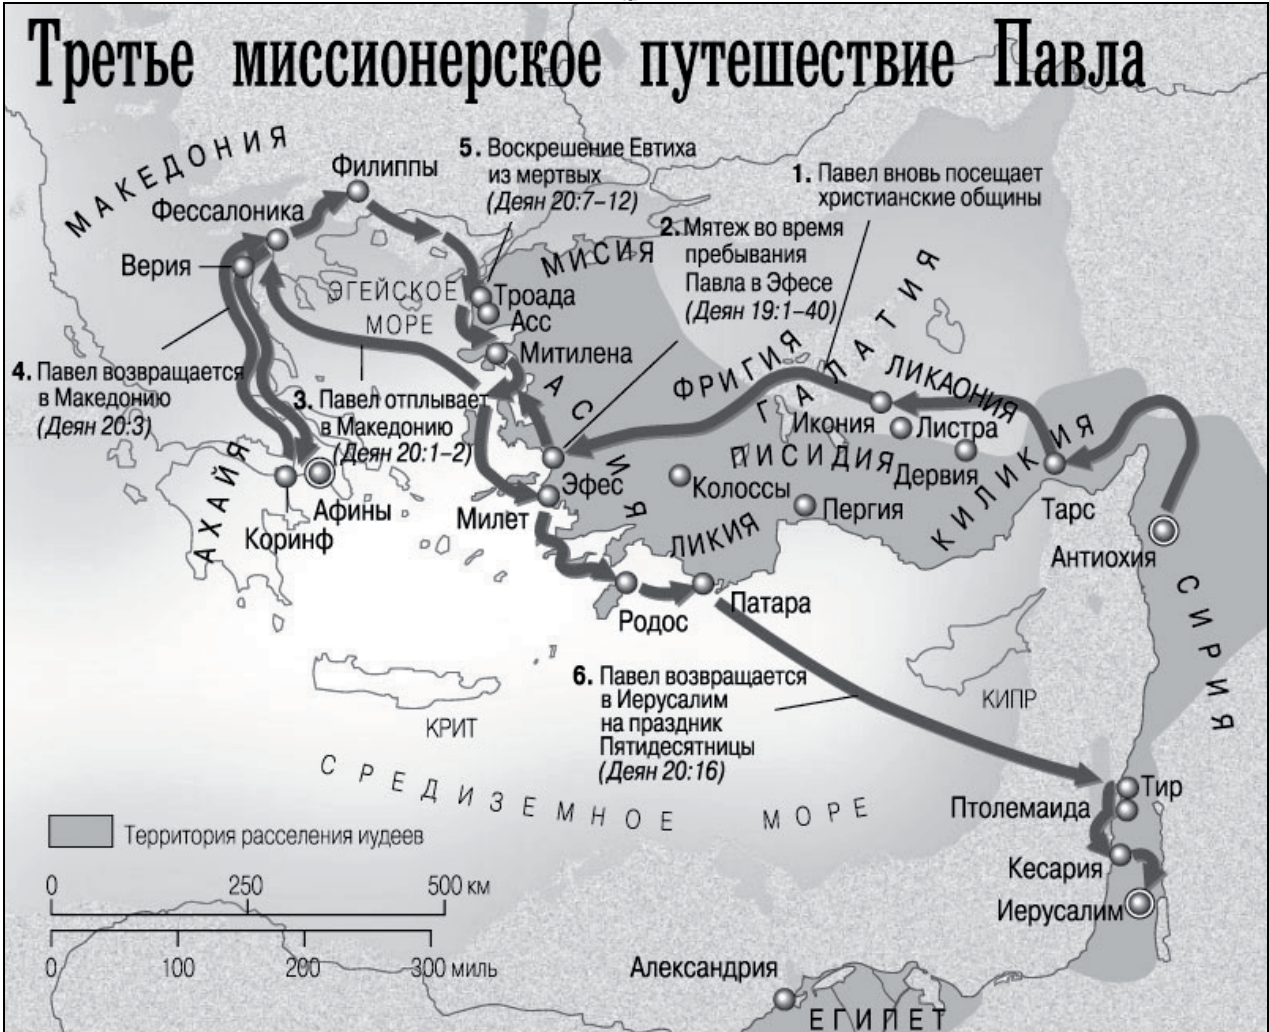 Третье миссионерское путешествие Павла
МАКЕДОНИЯ
Филиппы
Фессалоника
Верия
5. Воскрешение Евтиха
из мертвых
(Деян 20:7–12)
1. Павел вновь посещает
христианские общины
2. Мятеж во время
пребывания
Павла в Эфесе
(Деян 19:1–40)
МИСИЯ
ЭГЕЙСКОЕ
МОРЕ
Троада
Асс
Митилена
4. Павел возвращается
в Македонию
(Деян 20:3)
3. Павел отплывает
в Македонию
(Деян 20:1–2)
АСИЯ
ФРИГИЯ
ГАЛАТИЯ
ЛИКАОНИЯ
Икония
Листра
Дервия
ПИСИДИЯ
КИЛИКИЯ
АХАЙЯ
Афины
Коринф
Эфес
Милет
Колоссы
Пергия
ЛИКИЯ
Тарс
Антиохия
СИРИЯ
Родос
Патара
6. Павел возвращается
в Иерусалим
на праздник
Пятидесятницы
(Деян 20:16)
КИПР
КРИТ
СРЕДИЗЕМНОЕ МОРЕ
Тир
Птолемаида
Кесария
Иерусалим
Территория расселения иудеев
0 250 500 км
0 100 200 300 миль
Александрия
ЕГИПЕТ